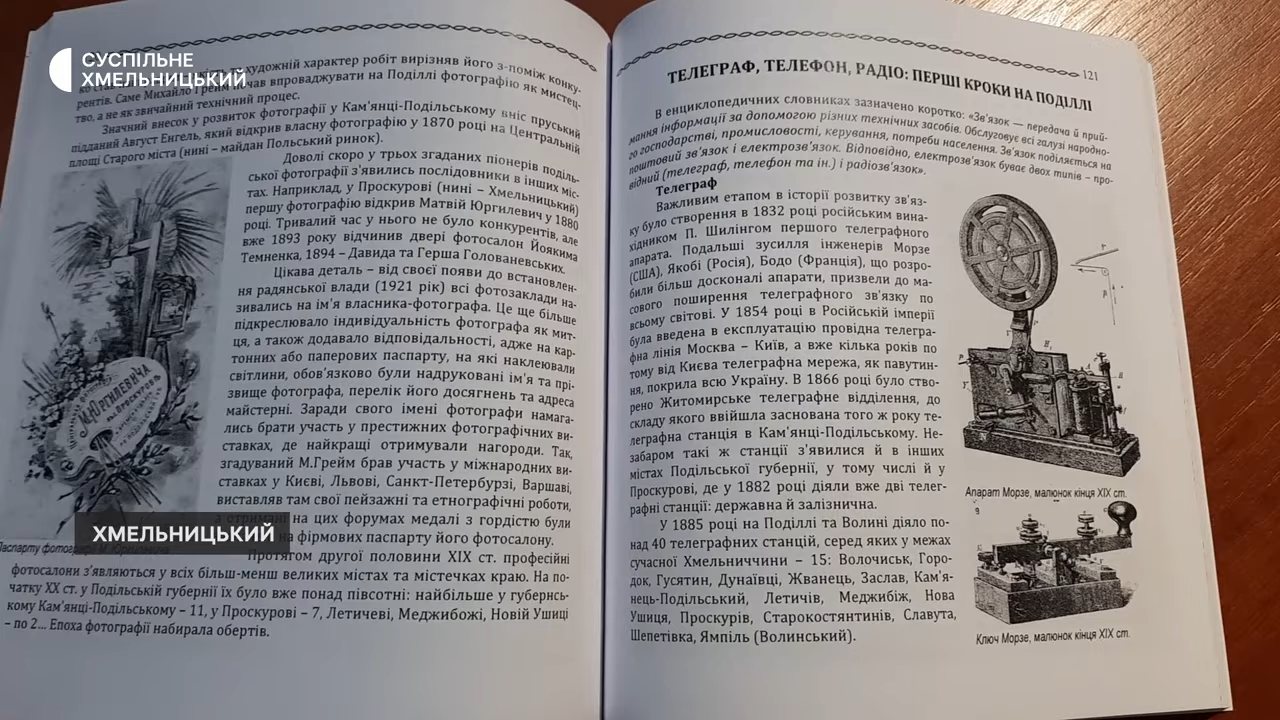 СУСПІЛЬНЕ
ХМЕЛЬНИЦЬКИЙ
художній характер робіт вирізняв його з-поміж конку-
рентів. Саме Михайло Грейм почав впроваджувати на Поділлі фотографію як мистец-
тво, а не як звичайний технічний процес.
Значний внесок у розвиток фотографії у Кам'янці-Подільському вніс пруський
підданий Август Енгель, який відкрив власну фотографію у 1870 році на Центральній
площі Старого міста (нині – майдан Польський ринок).
Доволі скоро у трьох згаданих піонерів поділь-
ської фотографії з'явились послідовники в інших міс-
тах. Наприклад, у Проскурові (нині – Хмельницький)
першу фотографію відкрив Матвій Юргилевич у 1880
році. Тривалий час у нього не було конкурентів, але
вже 1893 року відчинив двері фотосалон Йоякима
Темненка, 1894 – Давида та Герша Голованевських.
Цікава деталь – від своєї появи до встановлен-
ня радянської влади (1921 рік) всі фотозаклади на-
зивались на ім'я власника-фотографа. Це ще більше
підкреслювало індивідуальність фотографа як мит-
ця, а також додавало відповідальності, адже на кар-
тонних або паперових паспарту, на які наклеювали
світлини, обов'язково були надруковані ім'я та прі-
звище фотографа, перелік його досягнень та адреса
майстерні. Заради свого імені фотографи намага-
лись брати участь у престижних фотографічних ви-
ставках, де найкращі отримували нагороди. Так,
згадуваний М.Грейм брав участь у міжнародних ви-
ставках у Києві, Львові, Санкт-Петербурзі, Варшаві,
виставляв там свої пейзажні та етнографічні роботи,
а отримані на цих форумах медалі з гордістю були
на фірмових паспарту його фотосалону.
Протягом другої половини XIX ст. професійні
фотосалони з'являються у всіх більш-менш великих містах та містечках краю. На по-
чатку XX ст. у Подільській губернії їх було вже понад півсотні: найбільше у губернсь-
кому Кам'янці-Подільському – 11, у Проскурові – 7, Летичеві, Меджибожі, Новій Ушиці
– по 2... Епоха фотографії набирала обертів.
М. ЮРГИЛЕВИЧА
въ ПРОСКУРОВѢ
ХМЕЛЬНИЦЬКИЙ
121
ТЕЛЕГРАФ, ТЕЛЕФОН, РАДІО: ПЕРШІ КРОКИ НА ПОДІЛЛІ
В енциклопедичних словниках зазначено коротко: «Зв'язок — передача й прий-
мання інформації за допомогою різних технічних засобів. Обслуговує всі галузі народно-
го господарстві, промисловості, керування, потреби населення. Зв'язок поділяється на
поштовий зв'язок і електрозв'язок. Відповідно, електрозв'язок буває двох типів – про-
відний (телеграф, телефон та ін.) і радіозв'язок».
Телеграф
Важливим етапом в історії розвитку зв'яз-
ку було створення в 1832 році російським вина-
хідником П. Шилінгом першого телеграфного
апарата. Подальші зусилля інженерів Морзе
(США), Якобі (Росія), Бодо (Франція), що розро-
били більш досконалі апарати, призвели до ма-
сового поширення телеграфного зв'язку по
всьому світові. У 1854 році в Російській імперії
була введена в експлуатацію провідна телегра-
фна лінія Москва – Київ, а вже кілька років по
тому від Києва телеграфна мережа, як павутин-
ня, покрила всю Україну. В 1866 році було ство-
рено Житомирське телеграфне відділення, до
складу якого ввійшла заснована того ж року те-
леграфна станція в Кам'янці-Подільському. Не-
забаром такі ж станції з'явилися й в інших
містах Подільської губернії, у тому числі й у
Проскурові, де у 1882 році діяли вже дві телег-
рафні станції: державна й залізнична.
У 1885 році на Поділлі та Волині діяло по-
над 40 телеграфних станцій, серед яких у межах
сучасної Хмельниччини – 15: Волочиськ, Горо-
док, Гусятин, Дунаївці, Жванець, Заслав, Кам'я-
нець-Подільський, Летичів, Меджибіж, Нова
Ушиця, Проскурів, Старокостянтинів, Славута,
Шепетівка, Ямпіль (Волинський).
Апарат Морзе, малюнок кінця XIX ст.
Ключ Морзе, малюнок кінця XIX ст.